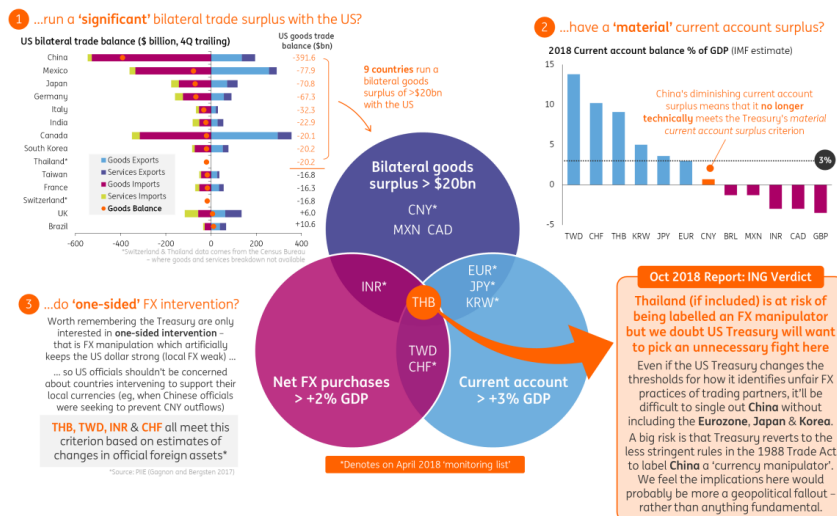 1 ...run a 'significant' bilateral trade surplus with the US?
US bilateral trade balance ($ billion, 4Q trailing)
US goods trade
balance ($bn)
China -391.6
Mexico -77.9
Japan -70.8
Germany -67.3
Italy -32.3
India -22.9
Canada -20.1
South Korea -20.2
Thailand* -20.2
Taiwan -16.8
France -16.3
Switzerland* -16.8
UK +6.0
Brazil +10.6
Goods Exports
Services Exports
Goods Imports
Services Imports
Goods Balance
-600 -400 -200 0 200 400
*Switzerland & Thailand data comes from the Census Bureau
– where goods and services breakdown not available
9 countries run a
bilateral goods
surplus of >$20bn
with the US
2 ...have a 'material' current account surplus?
2018 Current account balance % of GDP (IMF estimate)
15
10
5
0
-5
3%
China's diminishing current account
surplus means that it no longer
technically meets the Treasury's material
current account surplus criterion
TWD CHF THB KRW JPY EUR CNY BRL MXN INR CAD GBP
Bilateral goods
surplus > $20bn
CNY*
MXN CAD
INR*
EUR*
JPY*
KRW*
THB
TWD
CHF*
Net FX purchases
> +2% GDP
Current account
> +3% GDP
*Denotes on April 2018 'monitoring list'
3 ...do 'one-sided' FX intervention?
Worth remembering the Treasury are only
interested in one-sided intervention –
that is FX manipulation which artificially
keeps the US dollar strong (local FX weak) ...
... so US officials shouldn't be concerned
about countries intervening to support their
local currencies (eg, when Chinese officials
were seeking to prevent CNY outflows)
THB, TWD, INR & CHF all meet this
criterion based on estimates of
changes in official foreign assets*
*Source: PIIE (Gagnon and Bergsten 2017)
Oct 2018 Report: ING Verdict
Thailand (if included) is at risk of
being labelled an FX manipulator
but we doubt US Treasury will want
to pick an unnecessary fight here
Even if the US Treasury changes the
thresholds for how it identifies unfair FX
practices of trading partners, it'll be
difficult to single out China without
including the Eurozone, Japan & Korea.
A big risk is that Treasury reverts to the
less stringent rules in the 1988 Trade Act
to label China a 'currency manipulator'.
We feel the implications here would
probably be more a geopolitical fallout –
rather than anything fundamental.